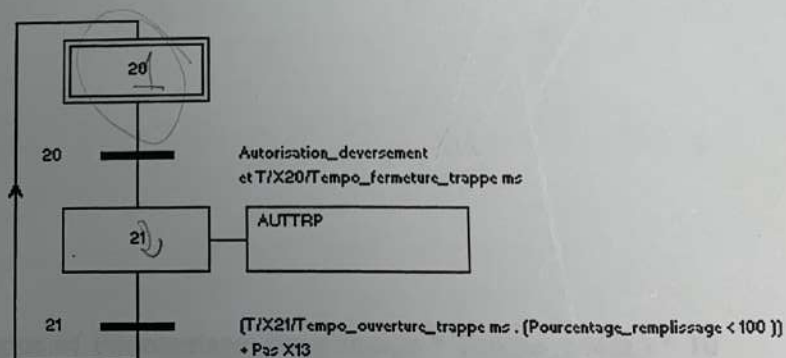 20
20
Autorisation_deversement
et T/X20/Tempo_fermeture_trappe ms
21
AUTTRP
21
(T/X21/Tempo_ouverture_trappe ms . (Pourcentage_remplissage < 100 ))
+ Pas X13